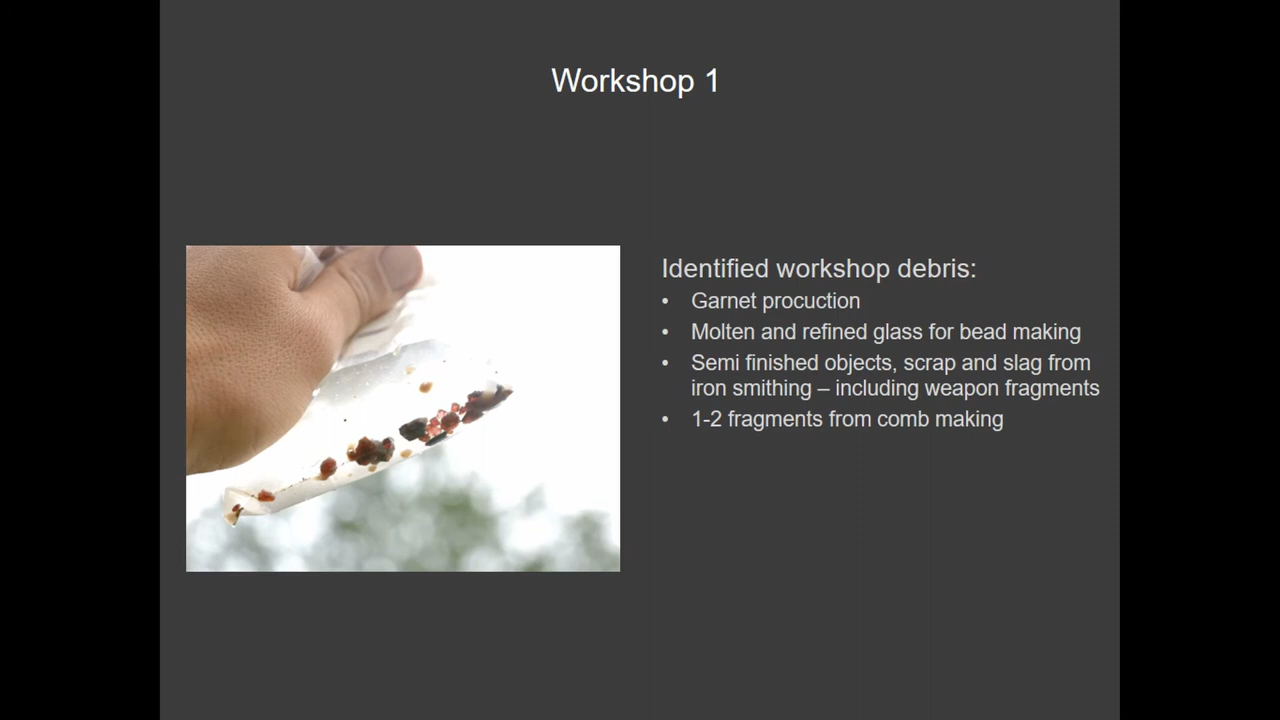 Workshop 1
Identified workshop debris:
• Garnet procuction
• Molten and refined glass for bead making
• Semi finished objects, scrap and slag from
iron smithing – including weapon fragments
• 1-2 fragments from comb making